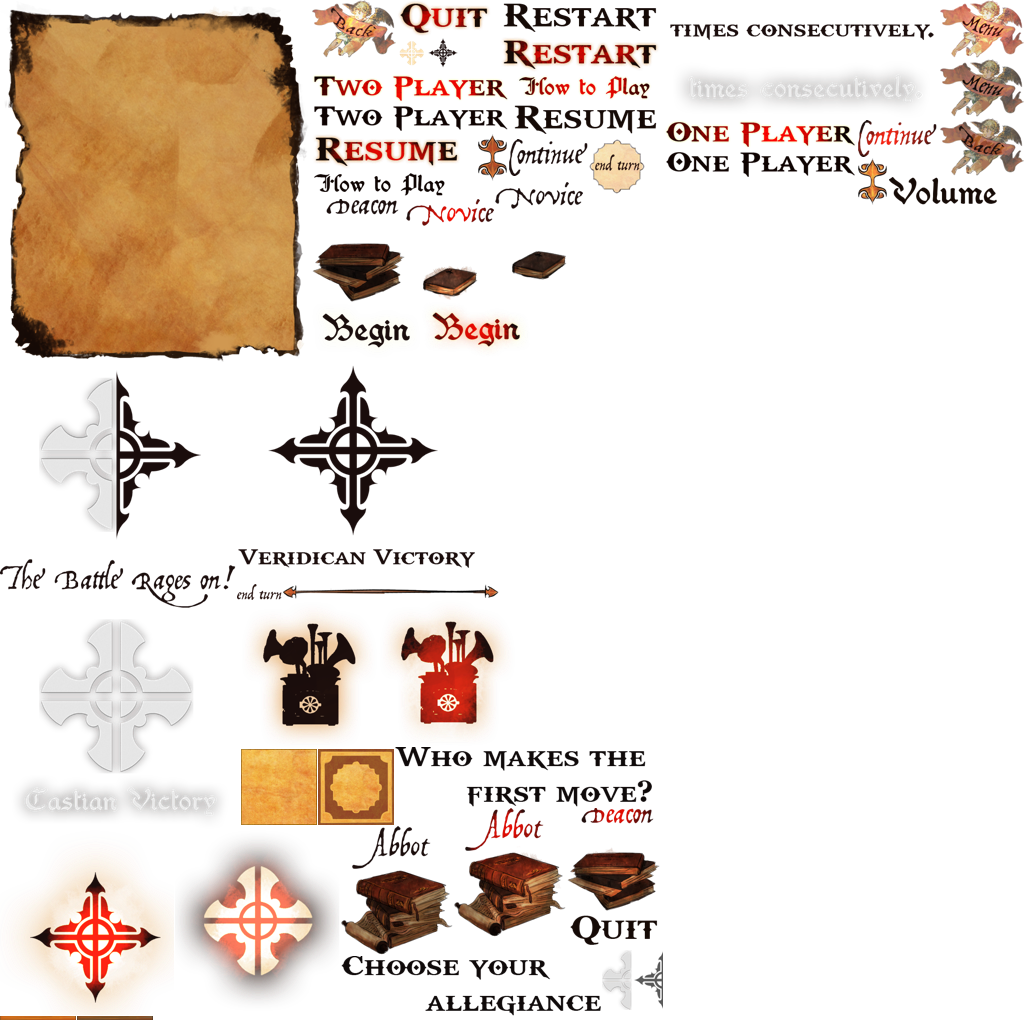 Back
Quit
Restart
times consecutively.
Menu
Restart
Two Player
How to Play
times consecutively.
Menu
Two Player
Resume
One Player
Continue
Back
Resume
Continue
end turn
One Player
How to Play
Volume
Deacon
Novice
Novice
Begin
Begin
Veridican Victory
The Battle Rages on!
end turn
Castian Victory
Who makes the
first move?
Deacon
Abbot
Abbot
Quit
Choose your
allegiance